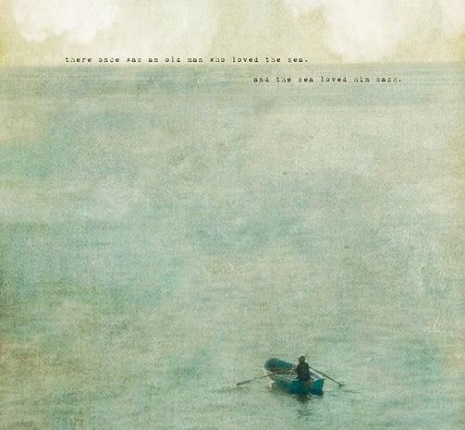 there once was an old man who loved the sea.
and the sea loved him back.